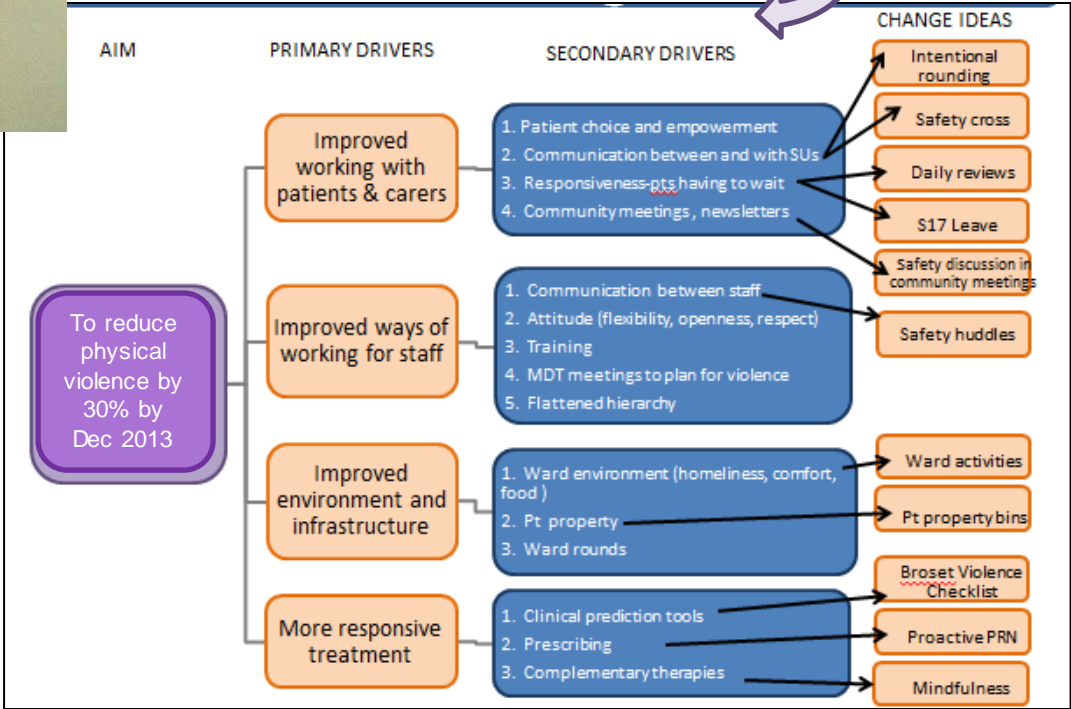 AIM
PRIMARY DRIVERS
SECONDARY DRIVERS
CHANGE IDEAS
To reduce
physical
violence by
30% by
Dec 2013
Improved
working with
patients & carers
1. Patient choice and empowerment
2. Communication between and with SUs
3. Responsiveness-pts having to wait
4. Community meetings , newsletters
Intentional
rounding
Safety cross
Daily reviews
S17 Leave
Safety discussion in
community meetings
Improved ways of
working for staff
1. Communication between staff
2. Attitude (flexibility, openness, respect)
3. Training
4. MDT meetings to plan for violence
5. Flattened hierarchy
Safety huddles
Improved
environment and
infrastructure
1. Ward environment (homeliness, comfort,
food )
2. Pt property
3. Ward rounds
Ward activities
Pt property bins
More responsive
treatment
1. Clinical prediction tools
2. Prescribing
3. Complementary therapies
Broset Violence
Checklist
Proactive PRN
Mindfulness